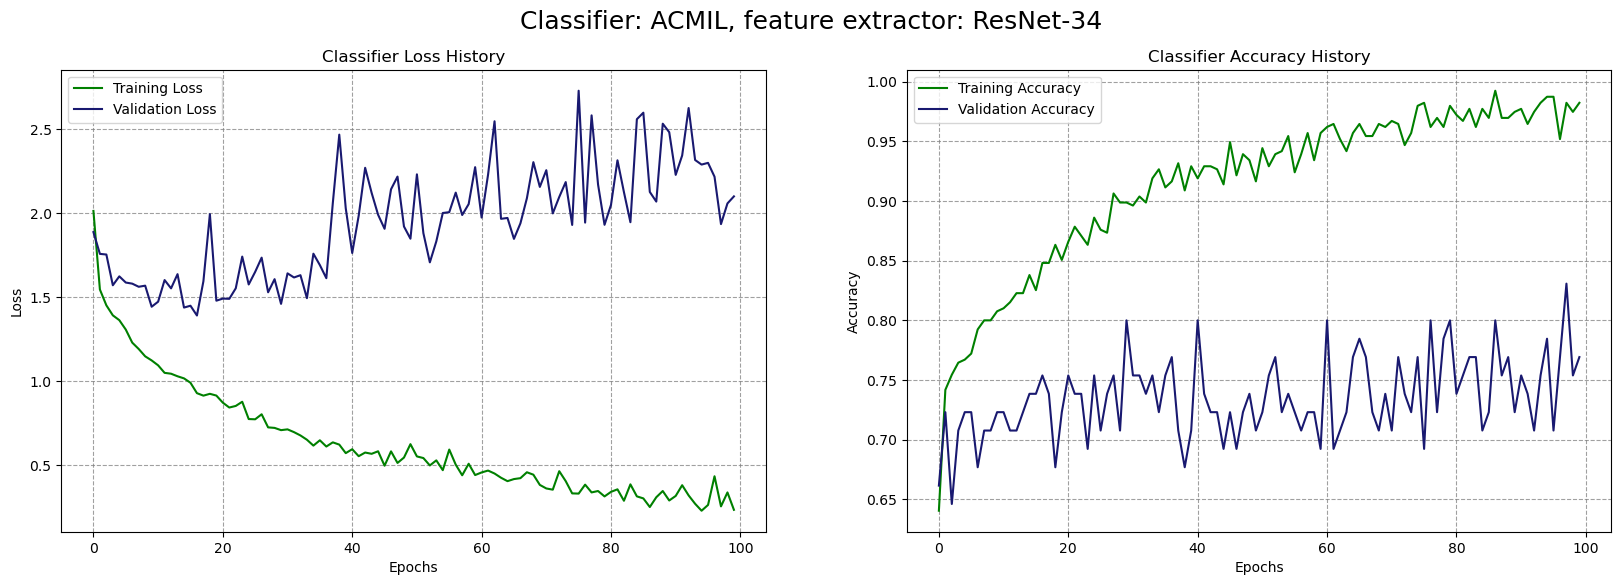 Classifier: ACMIL, feature extractor: ResNet-34
Classifier Loss History
Training Loss
Validation Loss
2.5
2.0
1.5
1.0
0.5
Loss
0 20 40 60 80 100
Epochs
Classifier Accuracy History
Training Accuracy
Validation Accuracy
1.00
0.95
0.90
0.85
0.80
0.75
0.70
0.65
Accuracy
0 20 40 60 80 100
Epochs